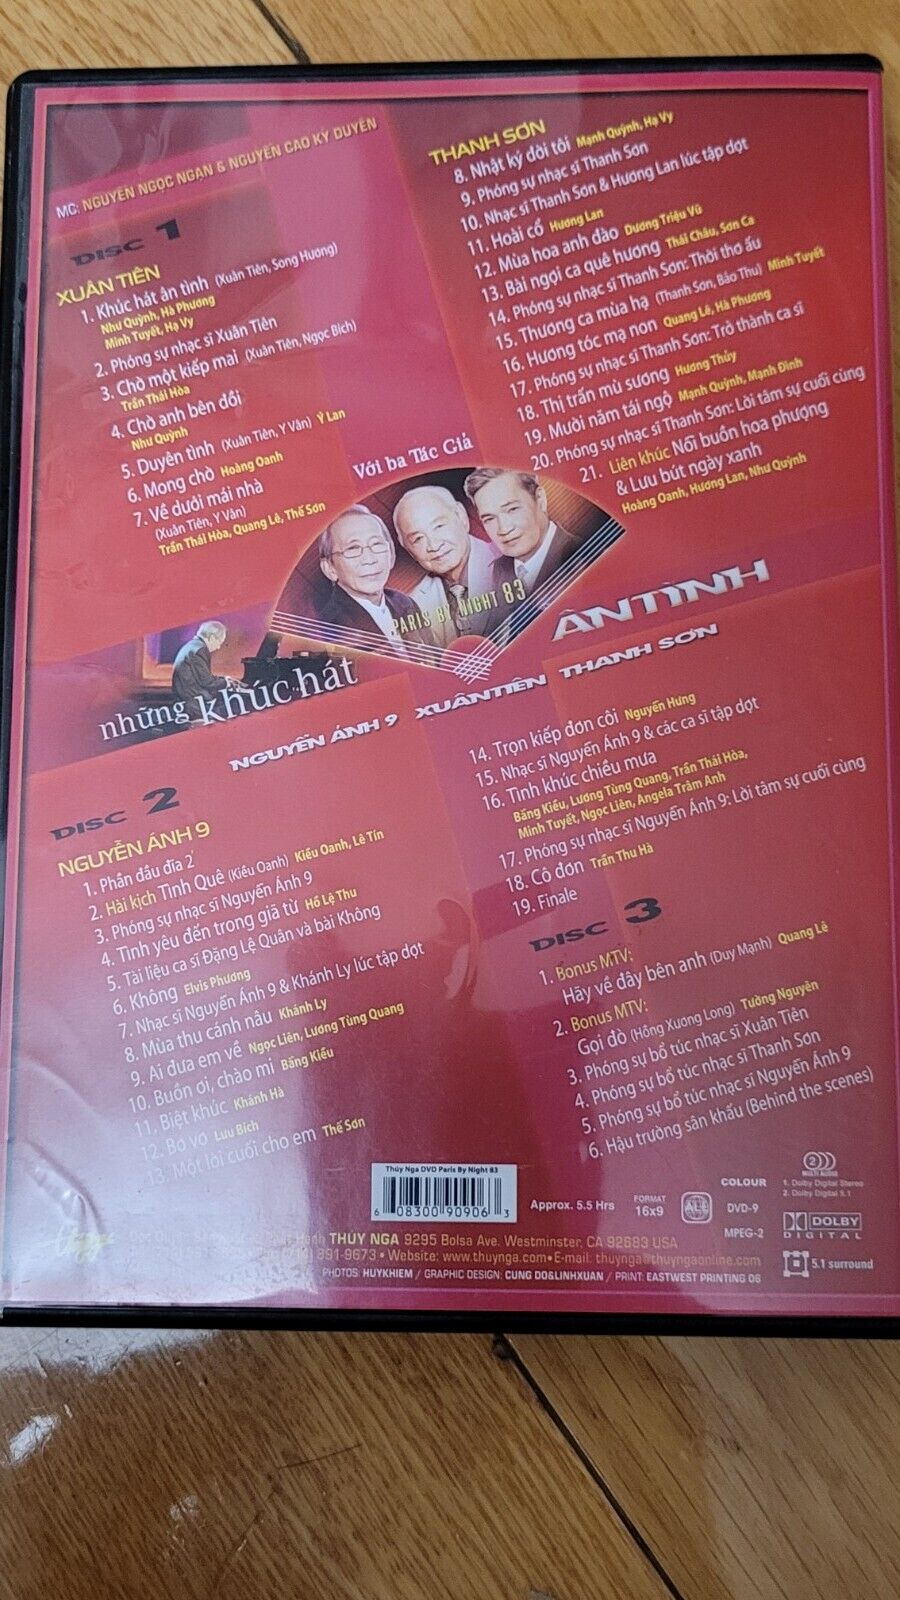 MC: NGUYỄN NGỌC NGẠN & NGUYỄN CAO KỲ DUYÊN
DISC 1
XUÂN TIÊN
1. Khúc hát ân tình (Xuân Tiên, Song Hương)
Như Quỳnh, Hà Phương
Minh Tuyết, Hạ Vy
2. Phóng sự nhạc sĩ Xuân Tiên
3. Chờ một kiếp mai (Xuân Tiên, Ngọc Bích)
Trần Thái Hòa
4. Chờ anh bên đồi
Như Quỳnh
5. Duyên tình (Xuân Tiên, Y Vân) Ý Lan
6. Mong chờ Hoàng Oanh
7. Về dưới mái nhà
(Xuân Tiên, Y Vân)
Trần Thái Hòa, Quang Lê, Thế Sơn
THANH SƠN
8. Nhật ký đời tôi Mạnh Quỳnh, Hạ Vy
9. Phóng sự nhạc sĩ Thanh Sơn
10. Nhạc sĩ Thanh Sơn & Hương Lan lúc tập dợt
11. Hoài cổ Hương Lan
12. Mùa hoa anh đào Dương Triệu Vũ
13. Bài ngợi ca quê hương Thái Châu, Sơn Ca
14. Phóng sự nhạc sĩ Thanh Sơn: Thời thơ ấu
15. Thương ca mùa hạ (Thanh Sơn, Bảo Thu) Minh Tuyết
16. Hương tóc mạ non Quang Lê, Hà Phương
17. Phóng sự nhạc sĩ Thanh Sơn: Trở thành ca sĩ
18. Thị trấn mù sương Hương Thủy
19. Mười năm tái ngộ Mạnh Quỳnh, Mạnh Đình
20. Phóng sự nhạc sĩ Thanh Sơn: Lời tâm sự cuối cùng
21. Liên khúc Nỗi buồn hoa phượng
& Lưu bút ngày xanh
Hoàng Oanh, Hương Lan, Như Quỳnh
Với ba Tác Giả
PARIS BY NIGHT 83
những khúc hát
ÂN TÌNH
NGUYỄN ÁNH 9 XUÂN TIÊN THANH SƠN
DISC 2
NGUYỄN ÁNH 9
1. Phần đầu đĩa 2
2. Hài kịch Tình Quê (Kiều Oanh) Kiều Oanh, Lê Tín
3. Phóng sự nhạc sĩ Nguyễn Ánh 9
4. Tình yêu đến trong giã từ Hồ Lệ Thu
5. Tài liệu ca sĩ Đặng Lệ Quân và bài Không
6. Không Elvis Phương
7. Nhạc sĩ Nguyễn Ánh 9 & Khánh Ly lúc tập dợt
8. Mùa thu cánh nâu Khánh Ly
9. Ai đưa em về Ngọc Liên, Lương Tùng Quang
10. Buồn ơi, chào mi Bằng Kiều
11. Biệt khúc Khánh Hà
12. Bơ vơ Lưu Bích
13. Một lời cuối cho em Thế Sơn
14. Trọn kiếp đơn côi Nguyễn Hưng
15. Nhạc sĩ Nguyễn Ánh 9 & các ca sĩ tập dợt
16. Tình khúc chiều mưa
Bằng Kiều, Lương Tùng Quang, Trần Thái Hòa,
Minh Tuyết, Ngọc Liên, Angela Trâm Anh
17. Phóng sự nhạc sĩ Nguyễn Ánh 9: Lời tâm sự cuối cùng
18. Cô đơn Trần Thu Hà
19. Finale
DISC 3
1. Bonus MTV:
Hãy về đây bên anh (Duy Mạnh) Quang Lê
2. Bonus MTV:
Gọi đò (Hồng Xương Long) Tường Nguyên
3. Phóng sự bổ túc nhạc sĩ Xuân Tiên
4. Phóng sự bổ túc nhạc sĩ Thanh Sơn
5. Phóng sự bổ túc nhạc sĩ Nguyễn Ánh 9
6. Hậu trường sân khấu (Behind the scenes)
Thúy Nga DVD Paris By Night 83
6 08300 90906 3
Approx. 5.5 Hrs
FORMAT
16x9
ALL
COLOUR
DVD-9
MPEG-2
2
MULTI AUDIO
1. Dolby Digital Stereo
2. Dolby Digital 5.1
DOLBY
DIGITAL
5.1 surround
THÚY NGA 9295 Bolsa Ave. Westminster, CA 92683 USA
891-9673 • Website: www.thuynga.com • E-mail: thuynga@thuyngaonline.com
PHOTOS: HUYKHIEM / GRAPHIC DESIGN: CUNG DO&LINHXUAN / PRINT: EASTWEST PRINTING 06